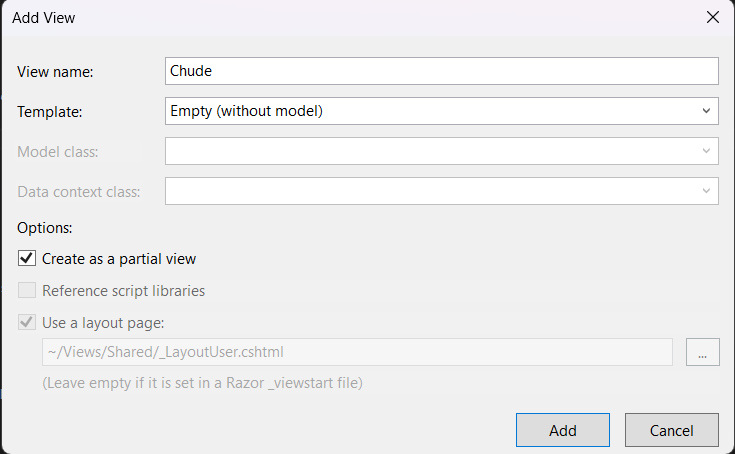 Add View
View name: Chude
Template: Empty (without model)
Model class:
Data context class:
Options:
Create as a partial view
Reference script libraries
Use a layout page:
~/Views/Shared/_LayoutUser.cshtml ...
(Leave empty if it is set in a Razor _viewstart file)
Add Cancel